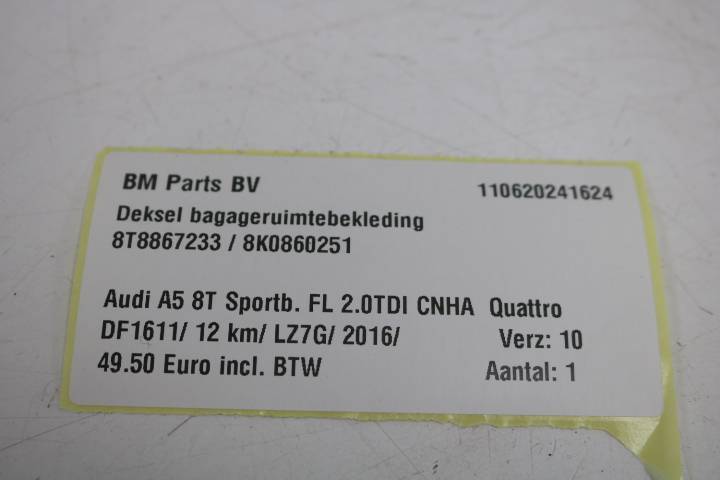 BM Parts BV 110620241624
Deksel bagageruimtebekleding
8T8867233 / 8K0860251
Audi A5 8T Sportb. FL 2.0TDI CNHA Quattro
DF1611/ 12 km/ LZ7G/ 2016/ Verz: 10
49.50 Euro incl. BTW Aantal: 1